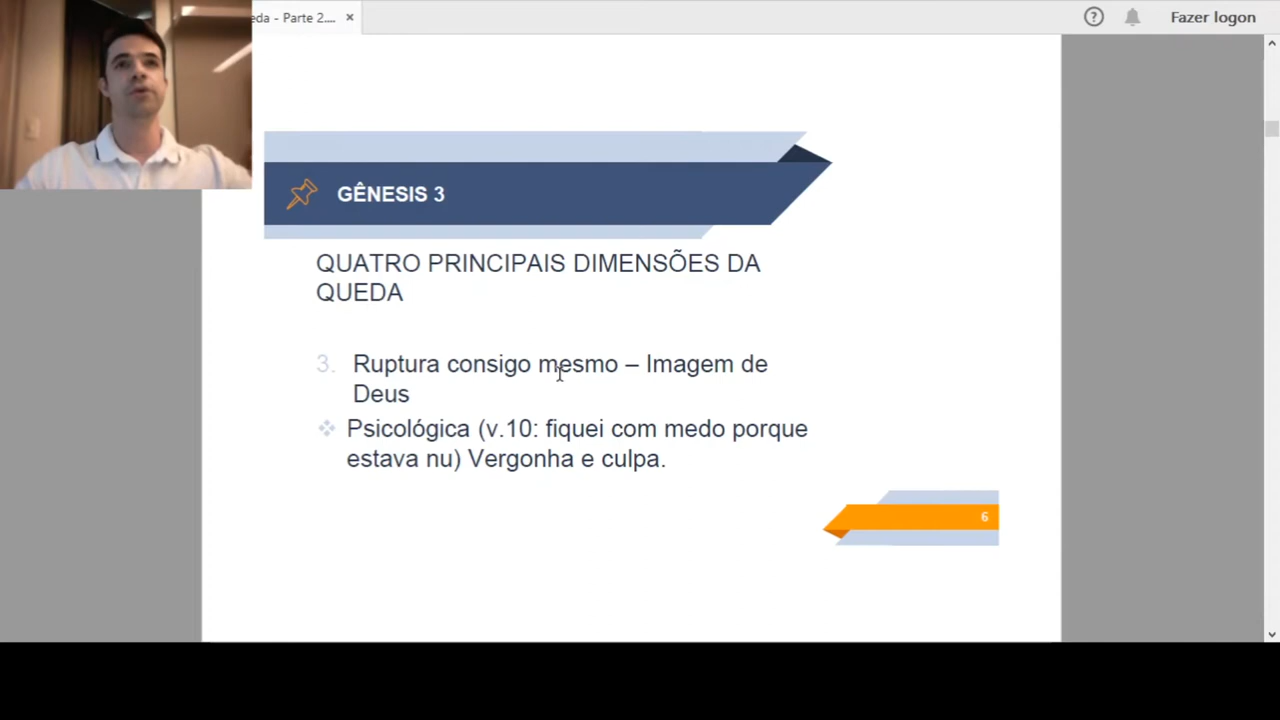 eda - Parte 2....
Fazer logon
GÊNESIS 3
QUATRO PRINCIPAIS DIMENSÕES DA
QUEDA
3. Ruptura consigo mesmo – Imagem de
Deus
Psicológica (v.10: fiquei com medo porque
estava nu) Vergonha e culpa.
6